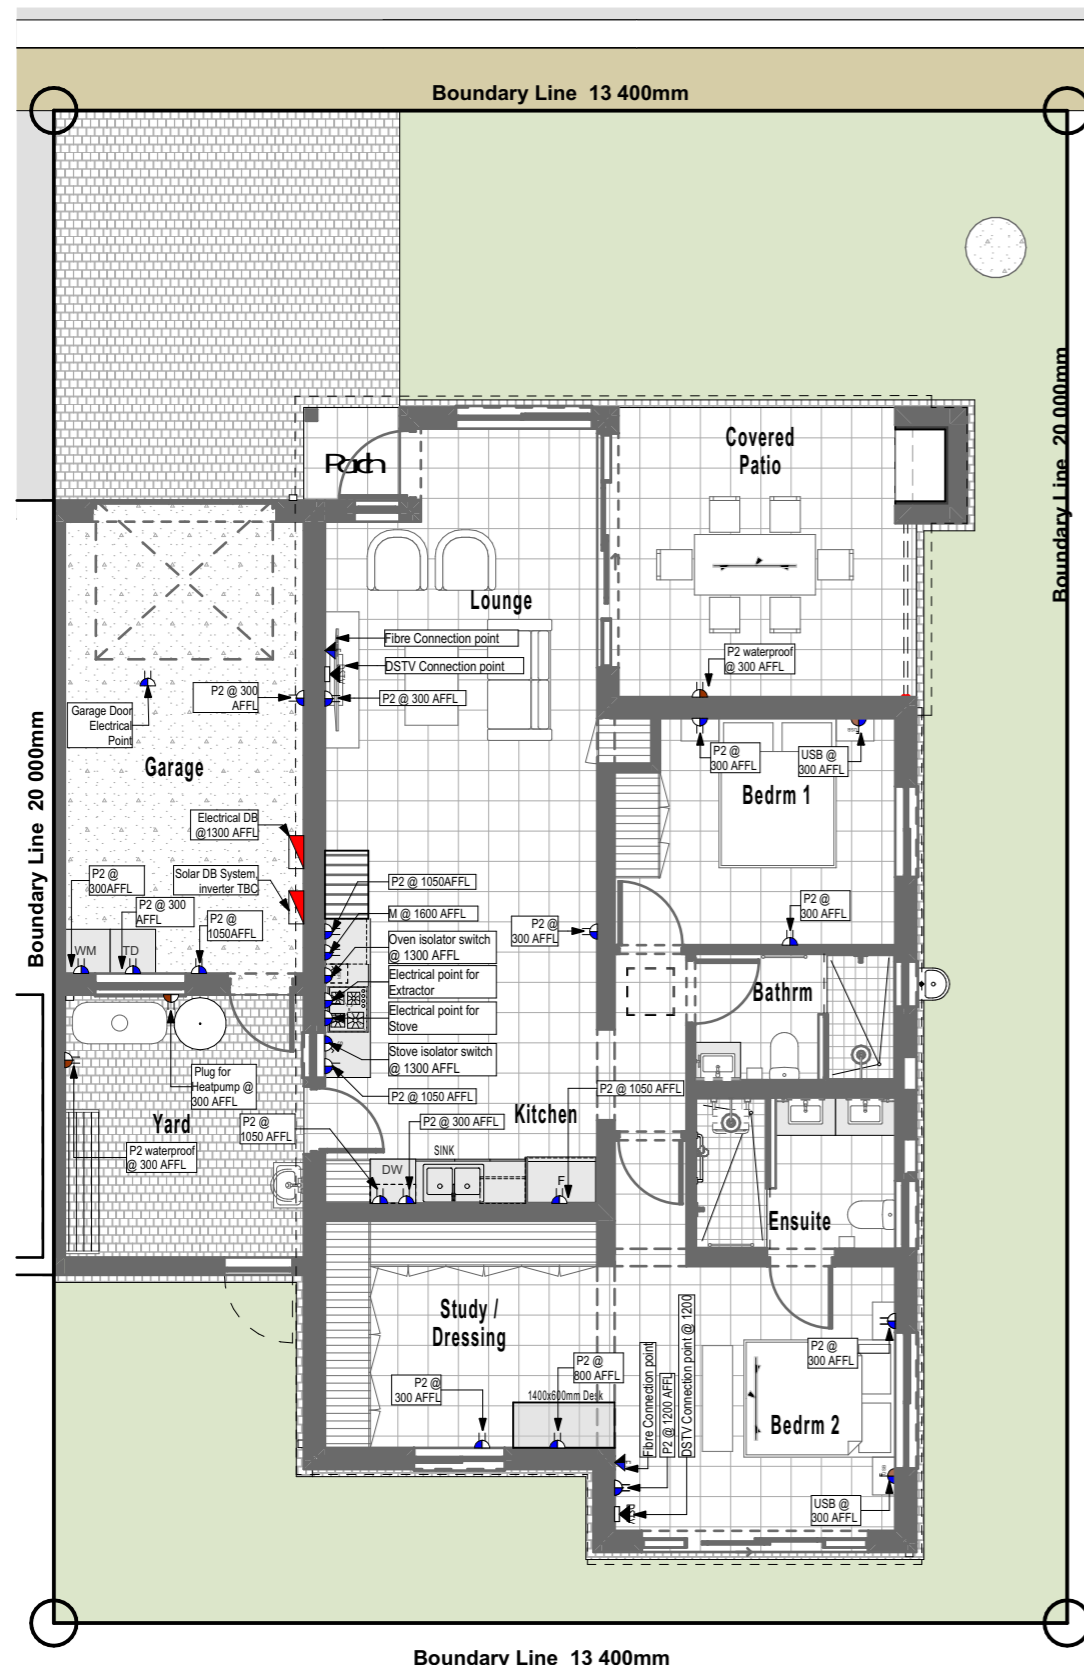 Boundary Line 13 400mm
Boundary Line 20 000mm
Covered
Patio
Porch
Lounge
Fibre Connection point
DSTV Connection point
P2 @ 300 AFFL
P2 @ 300
AFFL
P2 waterproof
@ 300 AFFL
Garage Door
Electrical
Point
Garage
P2 @
300 AFFL
USB @
300 AFFL
Bedrm 1
Boundary Line 20 000mm
Electrical DB
@1300 AFFL
Solar DB System,
inverter TBC
P2 @
300AFFL
P2 @ 300
AFFL
P2 @
1050AFFL
WM
TD
P2 @ 1050AFFL
M @ 1600 AFFL
Oven isolator switch
@ 1300 AFFL
Electrical point for
Extractor
Electrical point for
Stove
Stove isolator switch
@ 1300 AFFL
P2 @ 1050 AFFL
P2 @
300 AFFL
P2 @
300 AFFL
Bathrm
Plug for
Heatpump @
300 AFFL
Yard
P2 waterproof
@ 300 AFFL
P2 @
1050 AFFL
P2 @ 300 AFFL
Kitchen
P2 @ 1050 AFFL
SINK
DW
F
Ensuite
Study /
Dressing
P2 @
300 AFFL
P2 @
800 AFFL
1400x600mm Desk
Fibre Connection point
P2 @ 1200 AFFL
DSTV Connection point @ 1200
P2 @
300 AFFL
Bedrm 2
USB @
300 AFFL
Boundary Line 13 400mm